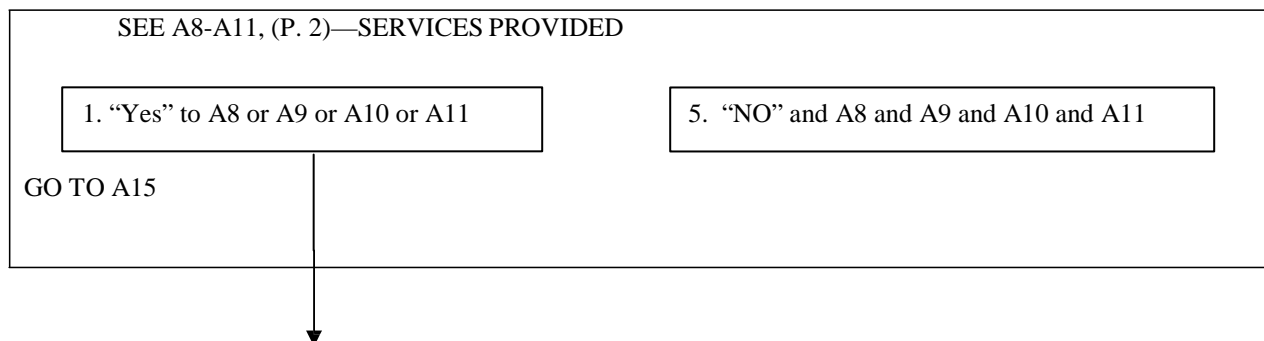 SEE A8-A11, (P. 2)—SERVICES PROVIDED
1. “Yes” to A8 or A9 or A10 or A11
5.  “NO” and A8 and A9 and A10 and A11
GO TO A15